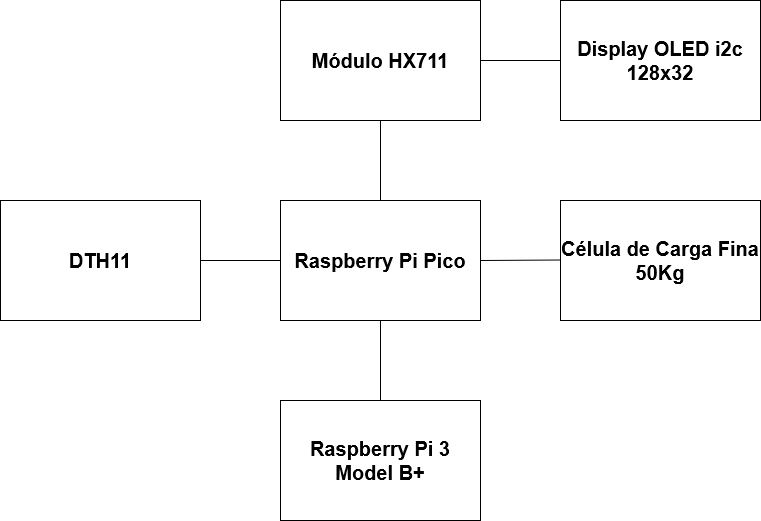 Módulo HX711
Display OLED i2c
128x32
DTH11
Raspberry Pi Pico
Célula de Carga Fina
50Kg
Raspberry Pi 3
Model B+